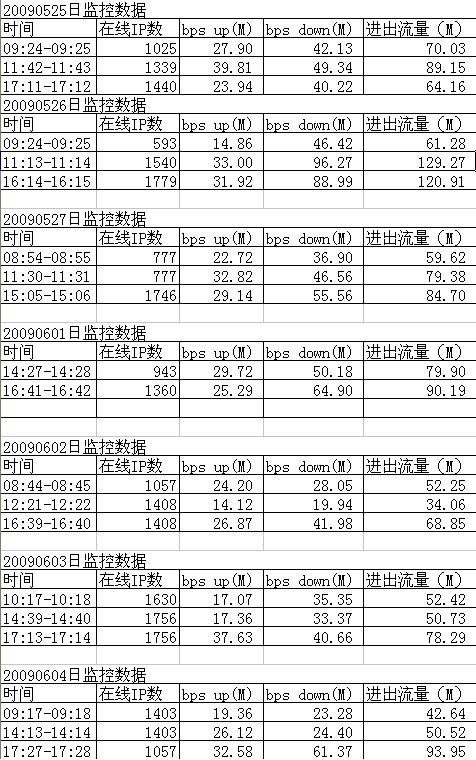 20090525日监控数据
时间 在线IP数 bps up(M) bps down(M) 进出流量（M）
09:24-09:25 1025 27.90 42.13 70.03
11:42-11:43 1339 39.81 49.34 89.15
17:11-17:12 1440 23.94 40.22 64.16
20090526日监控数据
时间 在线IP数 bps up(M) bps down(M) 进出流量（M）
09:24-09:25 593 14.86 46.42 61.28
11:13-11:14 1540 33.00 96.27 129.27
16:14-16:15 1779 31.92 88.99 120.91
20090527日监控数据
时间 在线IP数 bps up(M) bps down(M) 进出流量（M）
08:54-08:55 777 22.72 36.90 59.62
11:30-11:31 777 32.82 46.56 79.38
15:05-15:06 1746 29.14 55.56 84.70
20090601日监控数据
时间 在线IP数 bps up(M) bps down(M) 进出流量（M）
14:27-14:28 943 29.72 50.18 79.90
16:41-16:42 1360 25.29 64.90 90.19
20090602日监控数据
时间 在线IP数 bps up(M) bps down(M) 进出流量（M）
08:44-08:45 1057 24.20 28.05 52.25
12:21-12:22 1408 14.12 19.94 34.06
16:39-16:40 1408 26.87 41.98 68.85
20090603日监控数据
时间 在线IP数 bps up(M) bps down(M) 进出流量（M）
10:17-10:18 1630 17.07 35.35 52.42
14:39-14:40 1756 17.36 33.37 50.73
17:13-17:14 1756 37.63 40.66 78.29
20090604日监控数据
时间 在线IP数 bps up(M) bps down(M) 进出流量（M）
09:17-09:18 1403 19.36 23.28 42.64
14:13-14:14 1403 26.12 24.40 50.52
17:27-17:28 1057 32.58 61.37 93.95